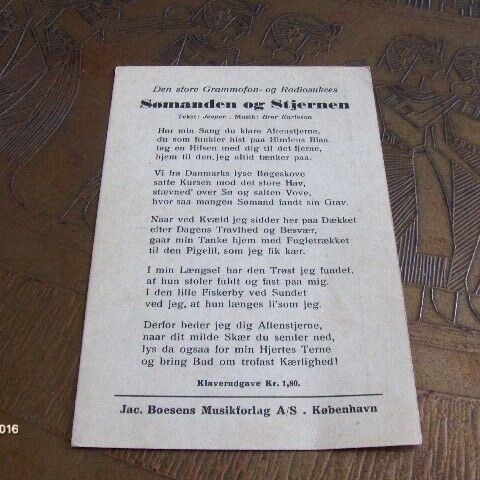 Den store Grammofon- og Radiosukces
Sømanden og Stjernen
Tekst: Jesper . Musik: Bror Karlsson
Hør min Sang du klare Aftenstjerne,
du som funkler hist paa Himlens Blaa,
tag en Hilsen med dig til det fjerne,
hjem til den, jeg altid tænker paa.
Vi fra Danmarks lyse Bøgeskove
satte Kursen mod det store Hav,
stævned' over Sø og salten Vove,
hvor saa mangen Sømand fandt sin Grav.
Naar ved Kvæld jeg sidder her paa Dækket
efter Dagens Travlhed og Besvær,
gaar min Tanke hjem med Fugletrækket
til den Pigelil, som jeg fik kær.
I min Længsel har den Trøst jeg fundet,
at hun stoler fuldt og fast paa mig.
I den lille Fiskerby ved Sundet
ved jeg, at hun længes li'som jeg.
Derfor beder jeg dig Aftenstjerne,
naar dit milde Skær du sender ned,
lys da ogsaa for min Hjertes Terne
og bring Bud om trofast Kærlighed!
Klaverudgave Kr. 1,80.
Jac. Boesens Musikforlag A/S . København
016